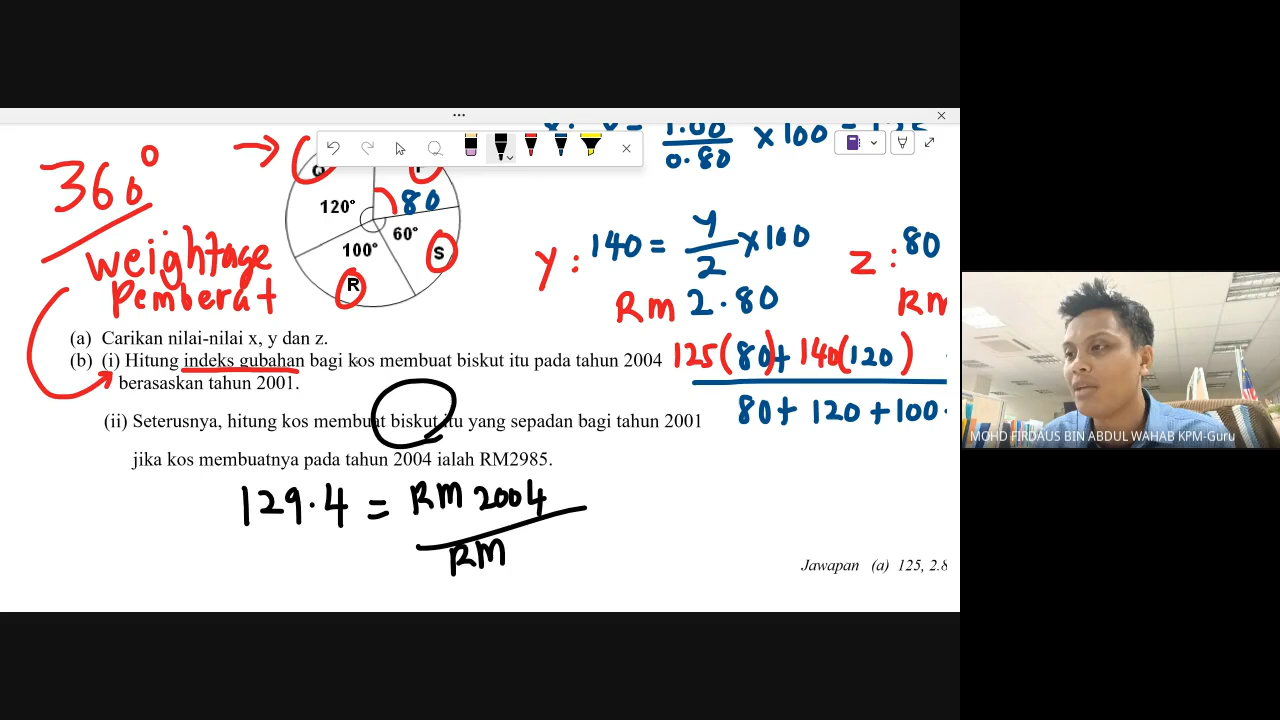 1.00
0.80
x100 =
360°
Q
120°
80
60°
100°
S
R
weightage
Pemberat
y : 140 = y/2 x100
Rm 2.80
z : 80
Rm
(a) Carikan nilai-nilai x, y dan z.
(b) (i) Hitung indeks gubahan bagi kos membuat biskut itu pada tahun 2004
berasaskan tahun 2001.
125(80)+ 140(120)
80+ 120 +100
(ii) Seterusnya, hitung kos membuat biskut itu yang sepadan bagi tahun 2001
jika kos membuatnya pada tahun 2004 ialah RM2985.
129.4 = RM 2004
RM
Jawapan (a) 125, 2.8
MOHD FIRDAUS BIN ABDUL WAHAB KPM-Guru